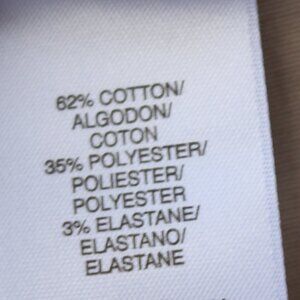 62% COTTON/
ALGODON/
COTON
35% POLYESTER/
POLIESTER/
POLYESTER
3% ELASTANE/
ELASTANO/
ELASTANE